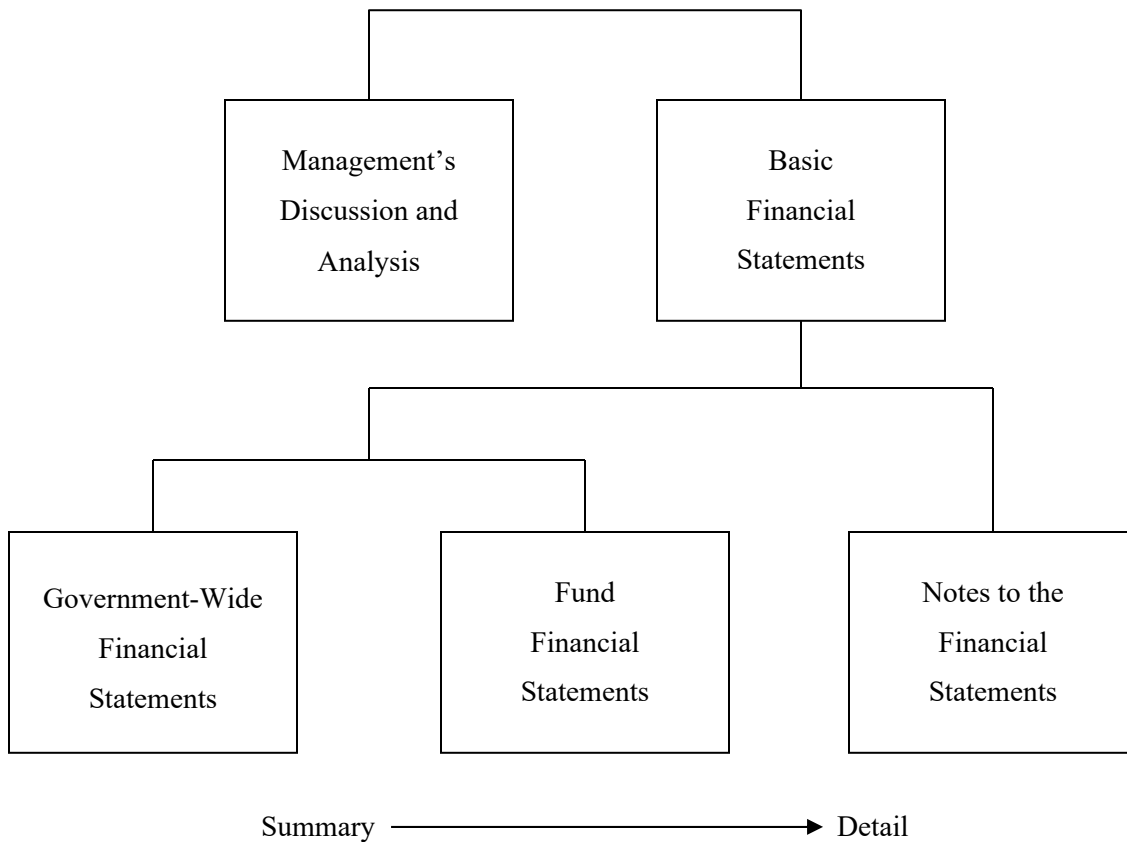 Management’s
Discussion and
Analysis
Basic
Financial
Statements
Government-Wide
Financial
Statements
Fund
Financial
Statements
Notes to the
Financial
Statements
Summary
Detail